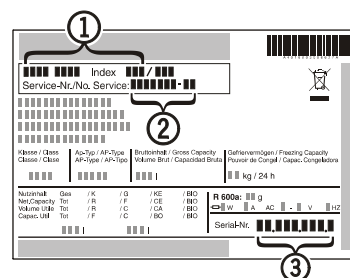 1
Index /
Service-Nr./No. Service: -
2
Klasse / Class
Classe / Clase
Ap-Typ / AP-Type
AP-Type / AP-Tipo
Bruttoinhalt / Gross Capacity
Volume Brut / Capacidad Bruta
Gefriervermögen / Freezing Capacity
Pouvoir de Congel / Capac. Congeladora
l
kg / 24 h
Nutzinhalt Ges / K / G / KE / BIO
Net.Capacity Tot / R / F / CE / BIO
Volume Utile Tot / R / C / CA / BIO
Capac. Util Tot / F / C / BO / BIO
l l
R 600a: g
W A AC - V HZ
Serial-Nr.
3